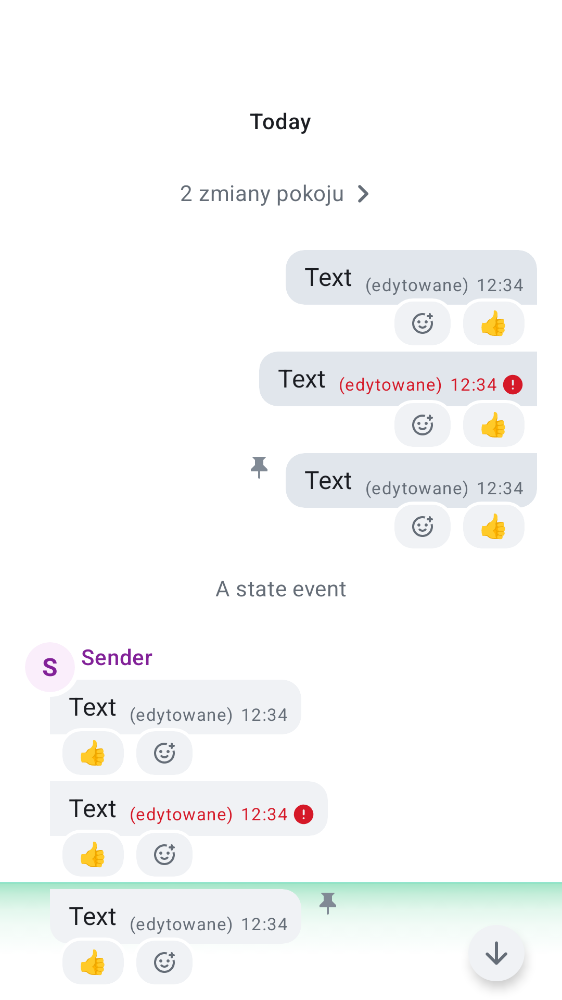 Today
2 zmiany pokoju
Text (edytowane) 12:34
👍
Text (edytowane) 12:34
👍
Text (edytowane) 12:34
👍
A state event
S Sender
Text (edytowane) 12:34
👍
Text (edytowane) 12:34
👍
Text (edytowane) 12:34
👍